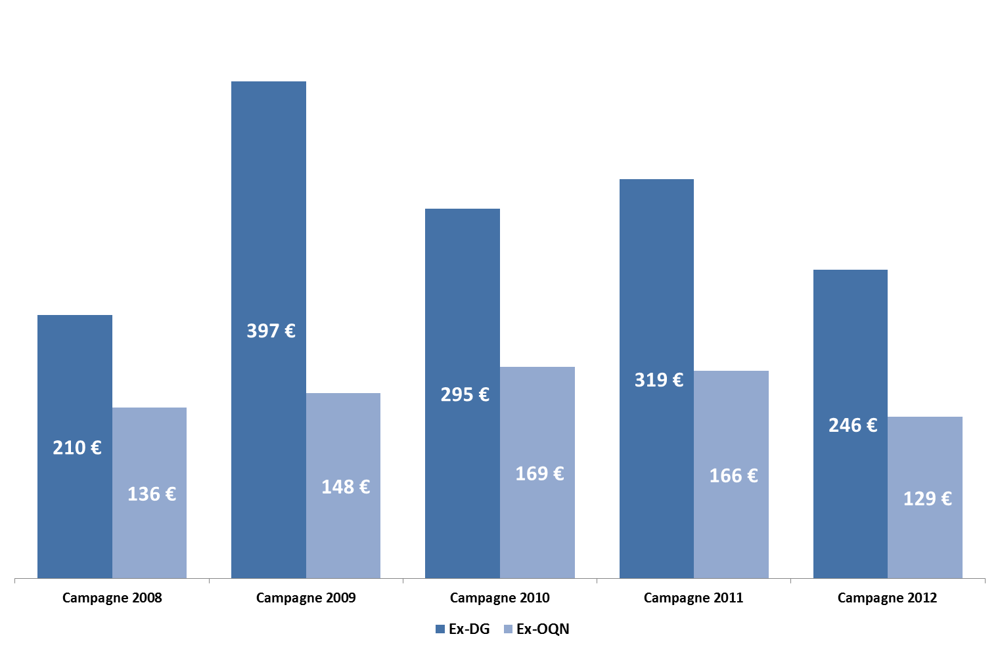 397 €
210 €
136 €
148 €
295 €
169 €
319 €
166 €
246 €
129 €
Campagne 2008
Campagne 2009
Campagne 2010
Campagne 2011
Campagne 2012
Ex-DG
Ex-OQN